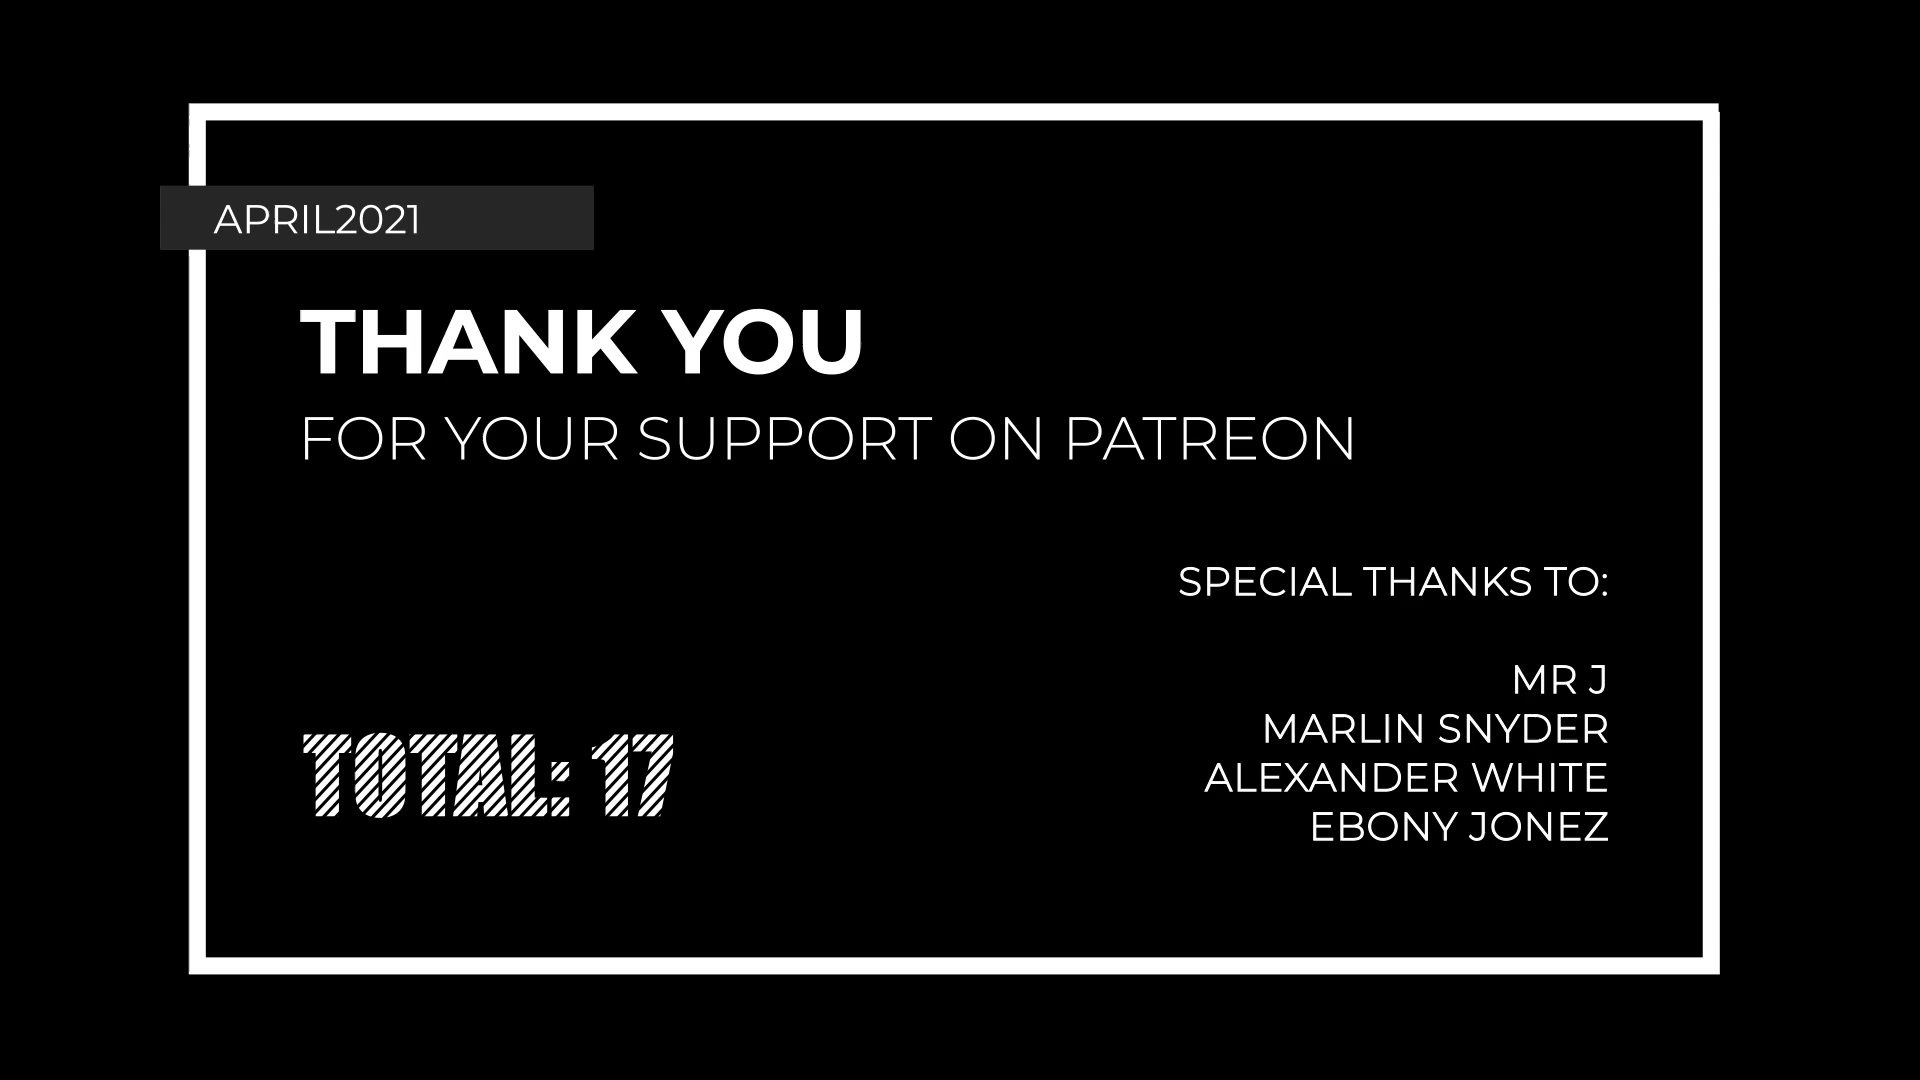 APRIL2021
THANK YOU
FOR YOUR SUPPORT ON PATREON
SPECIAL THANKS TO:
MR J
MARLIN SNYDER
ALEXANDER WHITE
EBONY JONEZ
TOTAL: 17